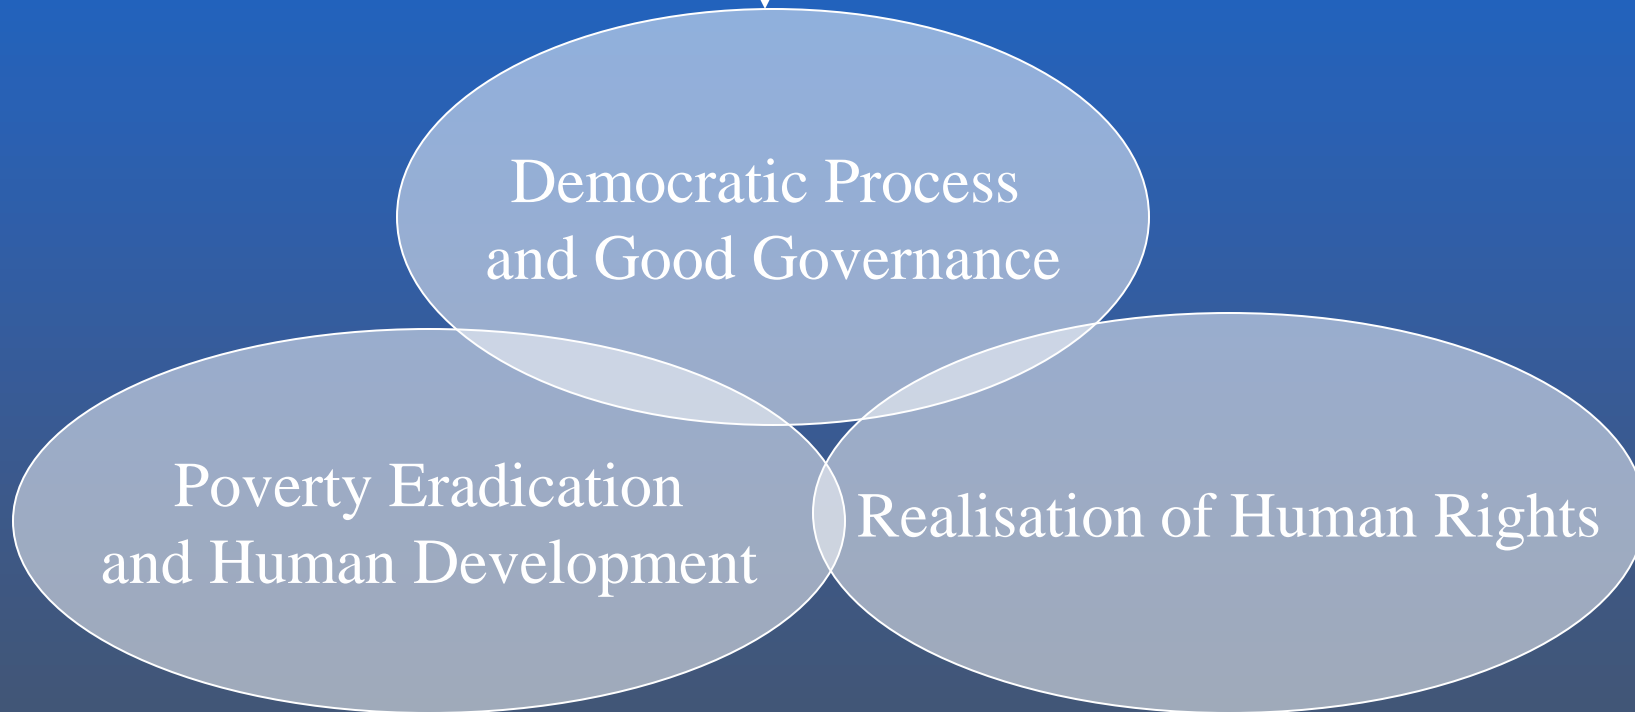 Democratic Process
and Good Governance
Poverty Eradication
and Human Development
Realisation of Human Rights